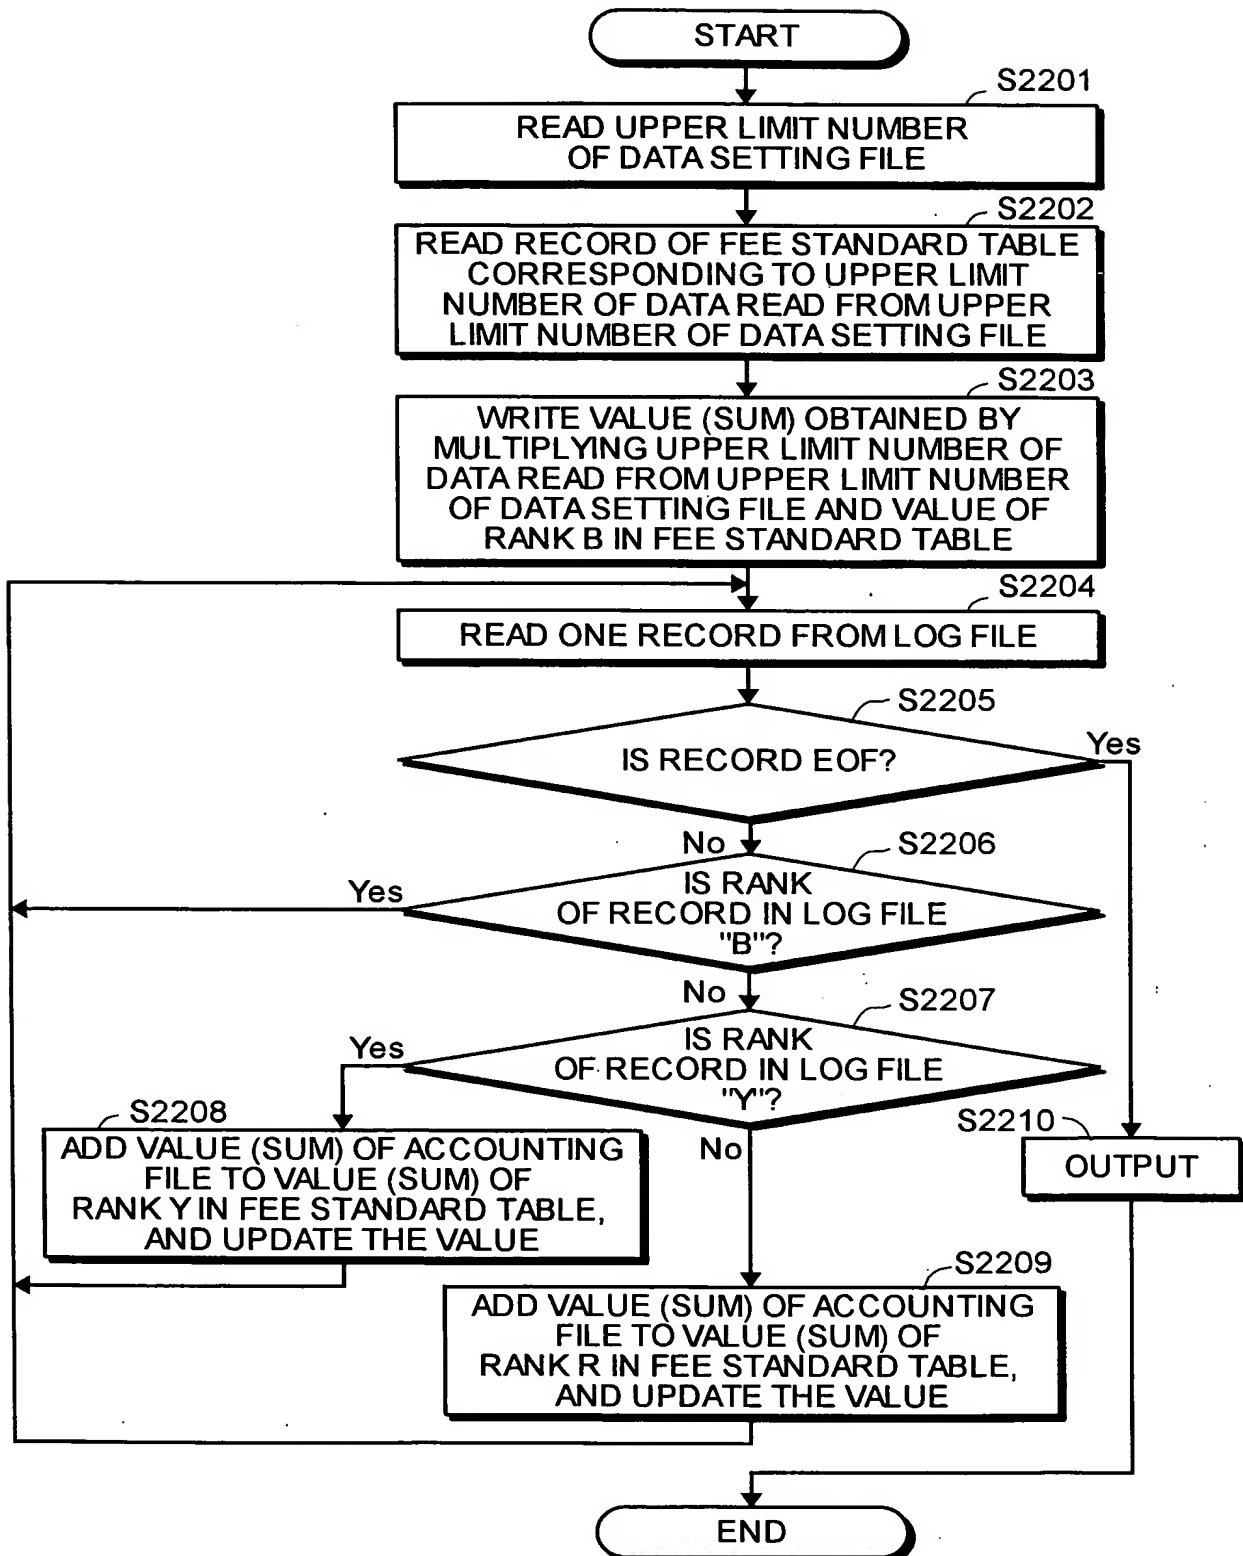 START
S2201
READ UPPER LIMIT NUMBER
OF DATA SETTING FILE
S2202
READ RECORD OF FEE STANDARD TABLE
CORRESPONDING TO UPPER LIMIT
NUMBER OF DATA READ FROM UPPER
LIMIT NUMBER OF DATA SETTING FILE
S2203
WRITE VALUE (SUM) OBTAINED BY
MULTIPLYING UPPER LIMIT NUMBER OF
DATA READ FROM UPPER LIMIT NUMBER
OF DATA SETTING FILE AND VALUE OF
RANK B IN FEE STANDARD TABLE
S2204
READ ONE RECORD FROM LOG FILE
S2205
IS RECORD EOF?
Yes
No
S2206
IS RANK
OF RECORD IN LOG FILE
"B"?
Yes
No
S2207
IS RANK
OF RECORD IN LOG FILE
"Y"?
Yes
No
S2208
ADD VALUE (SUM) OF ACCOUNTING
FILE TO VALUE (SUM) OF
RANK Y IN FEE STANDARD TABLE,
AND UPDATE THE VALUE
S2210
OUTPUT
S2209
ADD VALUE (SUM) OF ACCOUNTING
FILE TO VALUE (SUM) OF
RANK R IN FEE STANDARD TABLE,
AND UPDATE THE VALUE
END